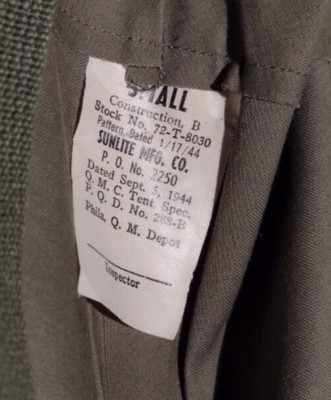 SMALL
Construction, B
Stock No. 72-T-8030
Pattern-Dated 1/17/44
SUNLITE MFG. CO.
P. O. No. 2250
Dated Sept. 5, 1944
Q. M. C. Tent. Spec.
P. Q. D. No. 288-B
Phila. Q. M. Depot
Inspector